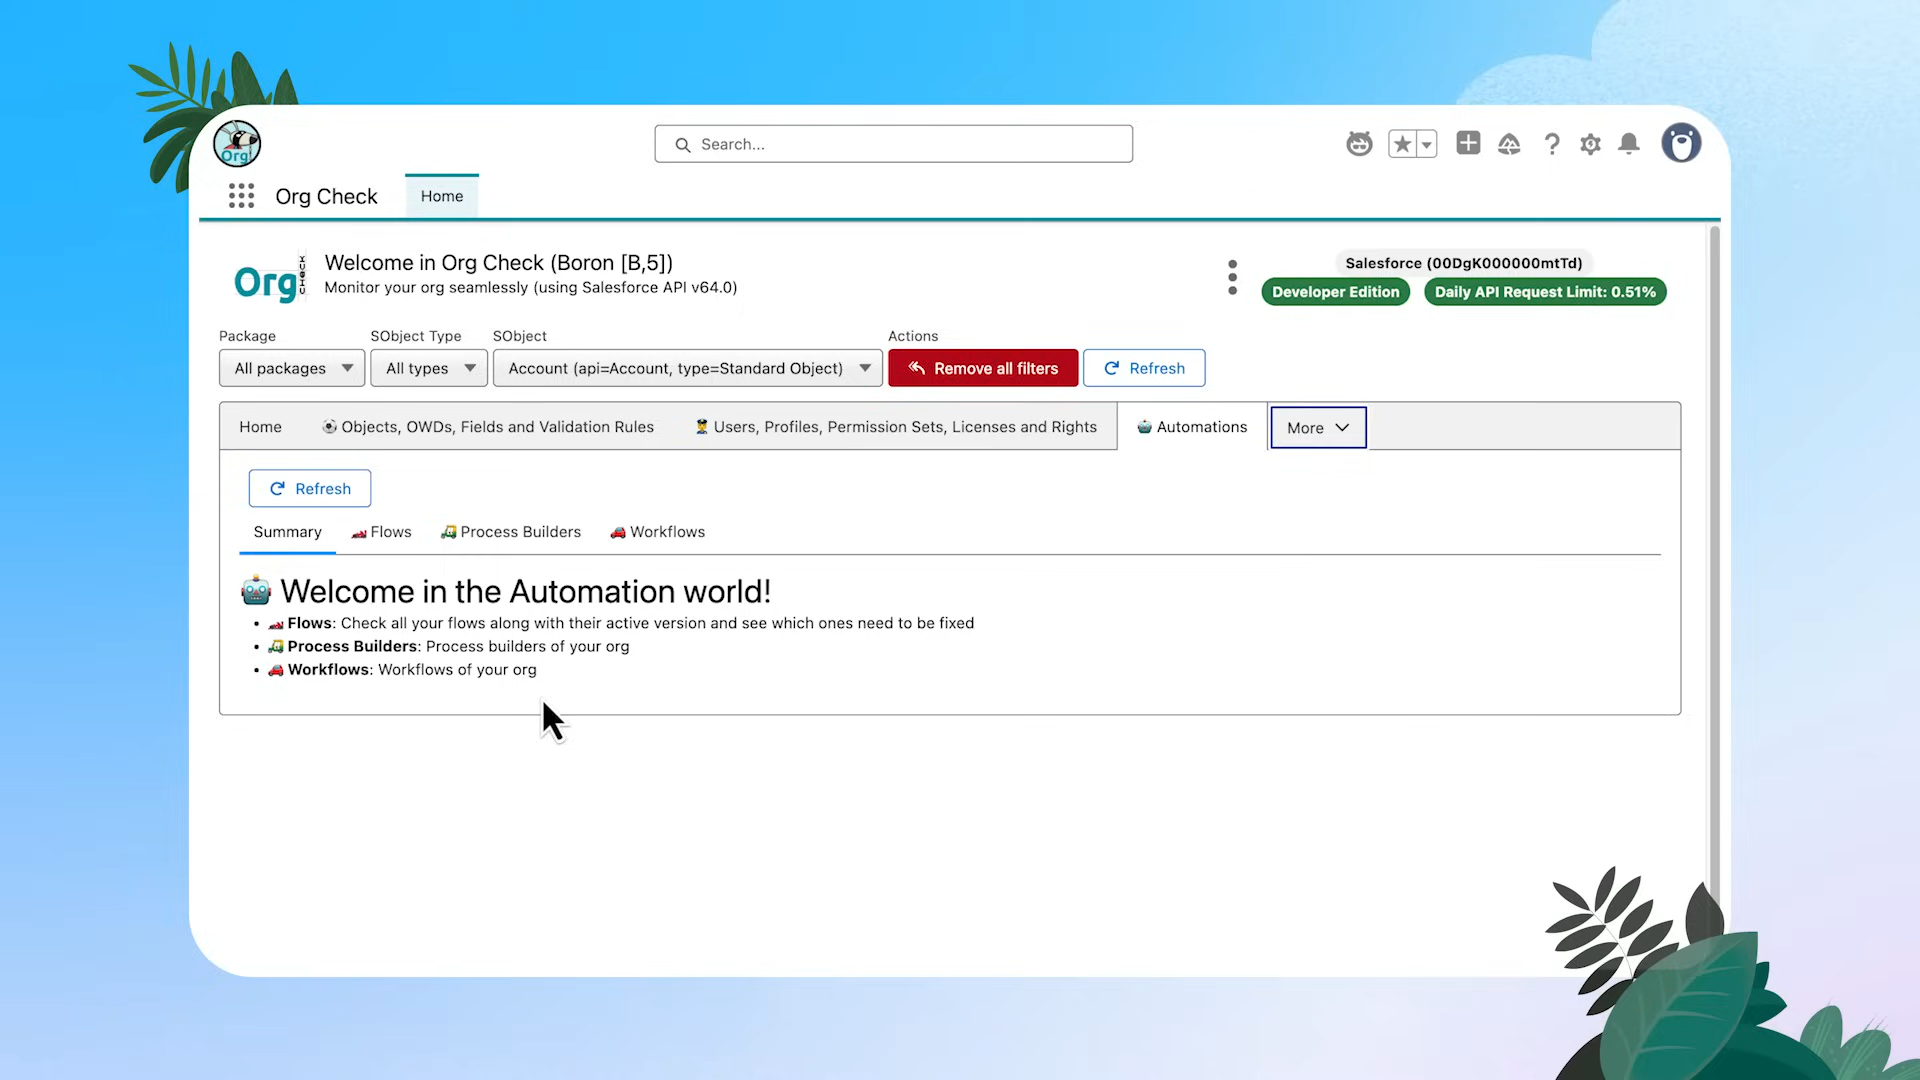 Org!
Search...
Org Check
Home
Org CHECK
Welcome in Org Check (Boron [B,5])
Monitor your org seamlessly (using Salesforce API v64.0)
Salesforce (00DgK000000mtTd)
Developer Edition
Daily API Request Limit: 0.51%
Package
SObject Type
SObject
Actions
All packages
All types
Account (api=Account, type=Standard Object)
Remove all filters
Refresh
Home
Objects, OWDs, Fields and Validation Rules
Users, Profiles, Permission Sets, Licenses and Rights
Automations
More
Refresh
Summary
Flows
Process Builders
Workflows
Welcome in the Automation world!
• Flows: Check all your flows along with their active version and see which ones need to be fixed
• Process Builders: Process builders of your org
• Workflows: Workflows of your org